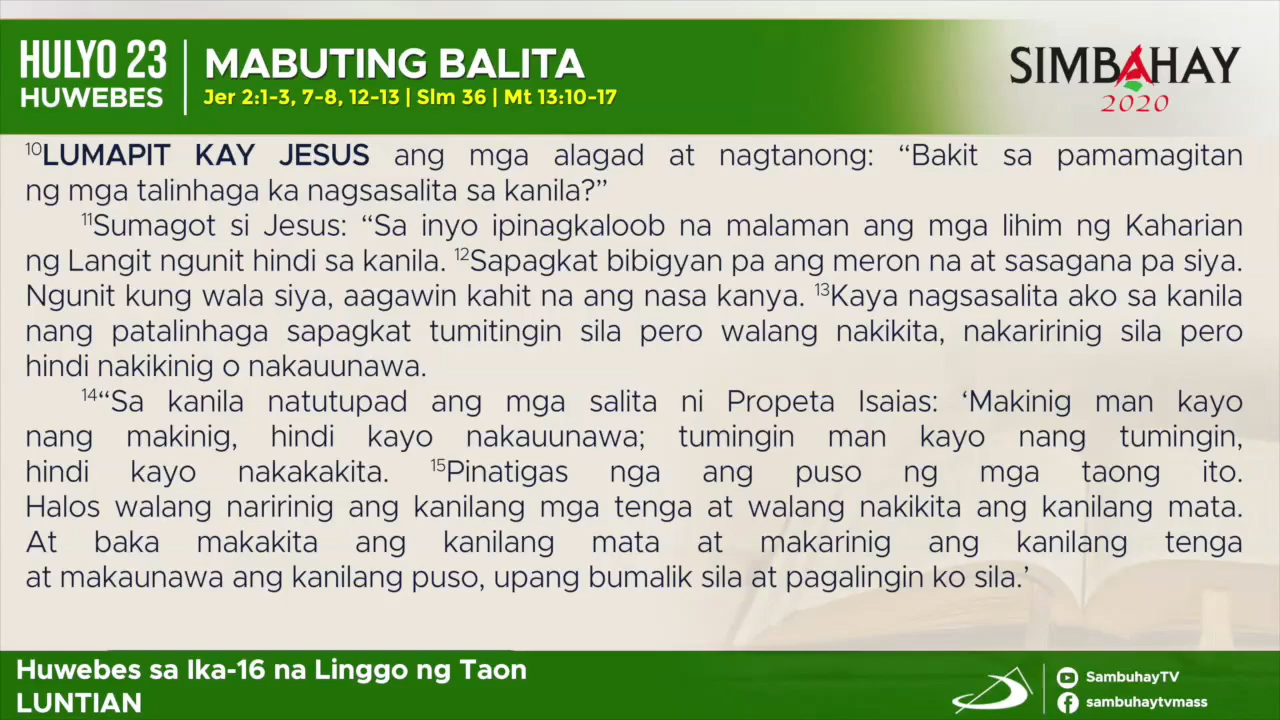 HULYO 23
HUWEBES
MABUTING BALITA
Jer 2:1-3, 7-8, 12-13 | Slm 36 | Mt 13:10-17
SIMBAHAY
2020
10LUMAPIT KAY JESUS ang mga alagad at nagtanong: “Bakit sa pamamagitan
ng mga talinhaga ka nagsasalita sa kanila?”
11Sumagot si Jesus: “Sa inyo ipinagkaloob na malaman ang mga lihim ng Kaharian
ng Langit ngunit hindi sa kanila. 12Sapagkat bibigyan pa ang meron na at sasagana pa siya.
Ngunit kung wala siya, aagawin kahit na ang nasa kanya. 13Kaya nagsasalita ako sa kanila
nang patalinhaga sapagkat tumitingin sila pero walang nakikita, nakaririnig sila pero
hindi nakikinig o nakauunawa.
14“Sa kanila natutupad ang mga salita ni Propeta Isaias: ‘Makinig man kayo
nang makinig, hindi kayo nakauunawa; tumingin man kayo nang tumingin,
hindi kayo nakakakita. 15Pinatigas nga ang puso ng mga taong ito.
Halos walang naririnig ang kanilang mga tenga at walang nakikita ang kanilang mata.
At baka makakita ang kanilang mata at makarinig ang kanilang tenga
at makaunawa ang kanilang puso, upang bumalik sila at pagalingin ko sila.’
Huwebes sa Ika-16 na Linggo ng Taon
LUNTIAN
SambuhayTV
sambuhaytvmass